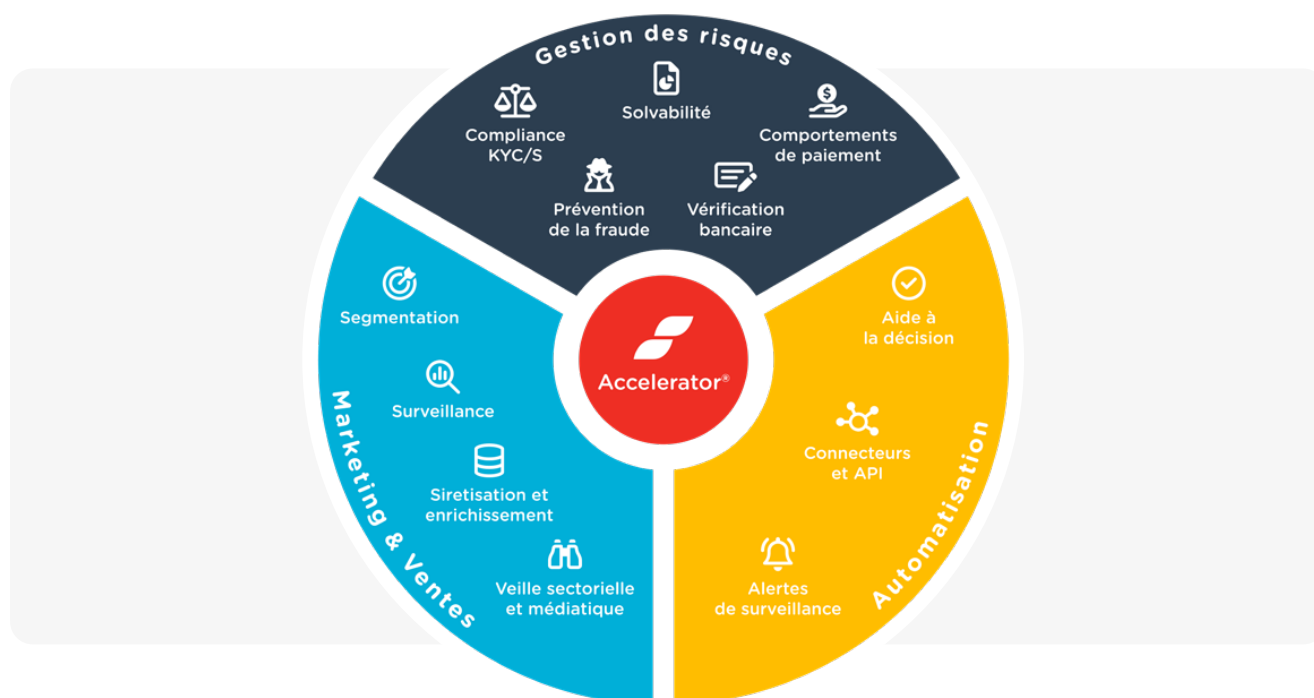 Gestion des risques
Solvabilité
Compliance
KYC/S
Comportements
de paiement
Prévention
de la fraude
Vérification
bancaire
Segmentation
Surveillance
Siretisation et
enrichissement
Veille sectorielle
et médiatique
Marketing & Ventes
Accelerator®
Aide à
la décision
Connecteurs
et API
Alertes
de surveillance
Automatisation